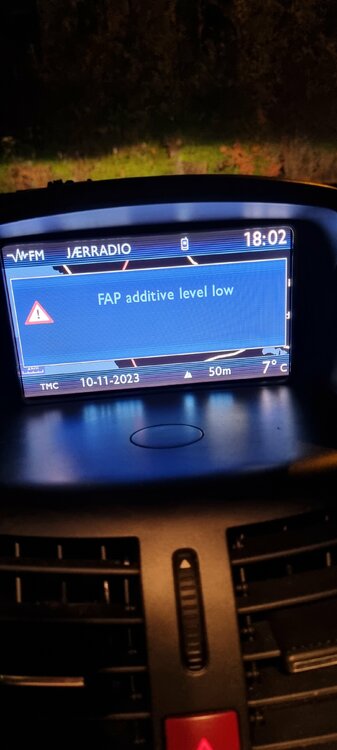 FM JÆRRADIO 18:02
FAP additive level low
TMC 10-11-2023 50m 7° C